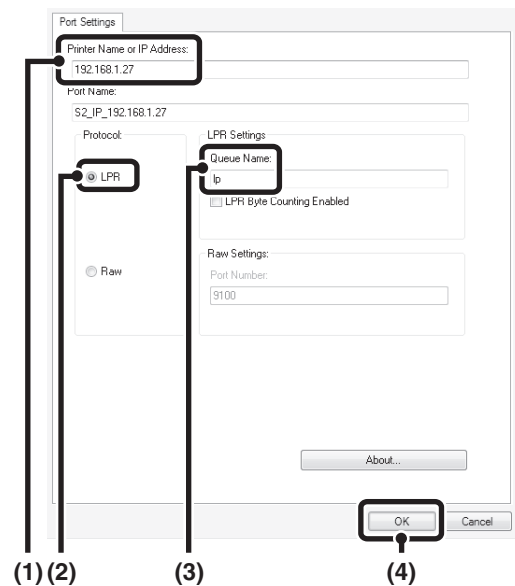 Port Settings
Printer Name or IP Address:
192.168.1.27
Port Name:
S2_IP_192.168.1.27
Protocol:
LPR Settings
Queue Name:
LPR
lp
LPR Byte Counting Enabled
Raw Settings:
Raw
Port Number:
9100
About...
OK
Cancel
(1) (2) (3) (4)